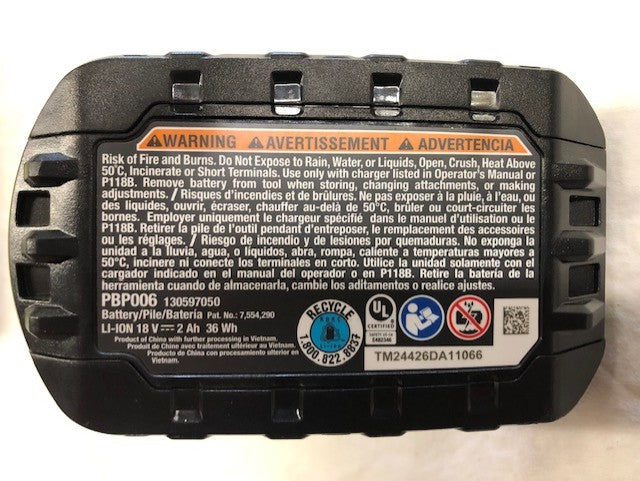 WARNING AVERTISSEMENT ADVERTENCIA
Risk of Fire and Burns. Do Not Expose to Rain, Water, or Liquids, Open, Crush, Heat Above
50°C, Incinerate or Short Terminals. Use only with charger listed in Operator's Manual or
P118B. Remove battery from tool when storing, changing attachments, or making
adjustments. / Risques d'incendies et de brûlures. Ne pas exposer à la pluie, à l'eau, ou
des liquides, ouvrir, écraser, chauffer au-delà de 50°C, brûler ou court-circuiter les
bornes. Employer uniquement le chargeur spécifié dans le manuel d'utilisation ou le
P118B. Retirer la pile de l'outil pendant d'entreposer, le remplacement des accessoires
ou les réglages. / Riesgo de incendio y de lesiones por quemaduras. No exponga la
unidad a la lluvia, agua, o líquidos, abra, rompa, caliente a temperaturas mayores a
50°C, incinere ni conecte los terminales en corto. Utilice la unidad solamente con el
cargador indicado en el manual del operador o en P118B. Retire la batería de la
herramienta cuando de almacenarla, cambie los aditamentos o realice ajustes.
PBP006 130597050
Battery/Pile/Batería Pat. No.: 7,554,290
LI-ION 18 V⎓ 2 Ah 36 Wh
Product of China with further processing in Vietnam.
Produit de China avec traitement ultérieur au Vietnam.
Producto de China con procesamiento ulterior en
Vietnam.
RECYCLE
1.800.822.8837
UL
CERTIFIED
E482346
TM24426DA11066